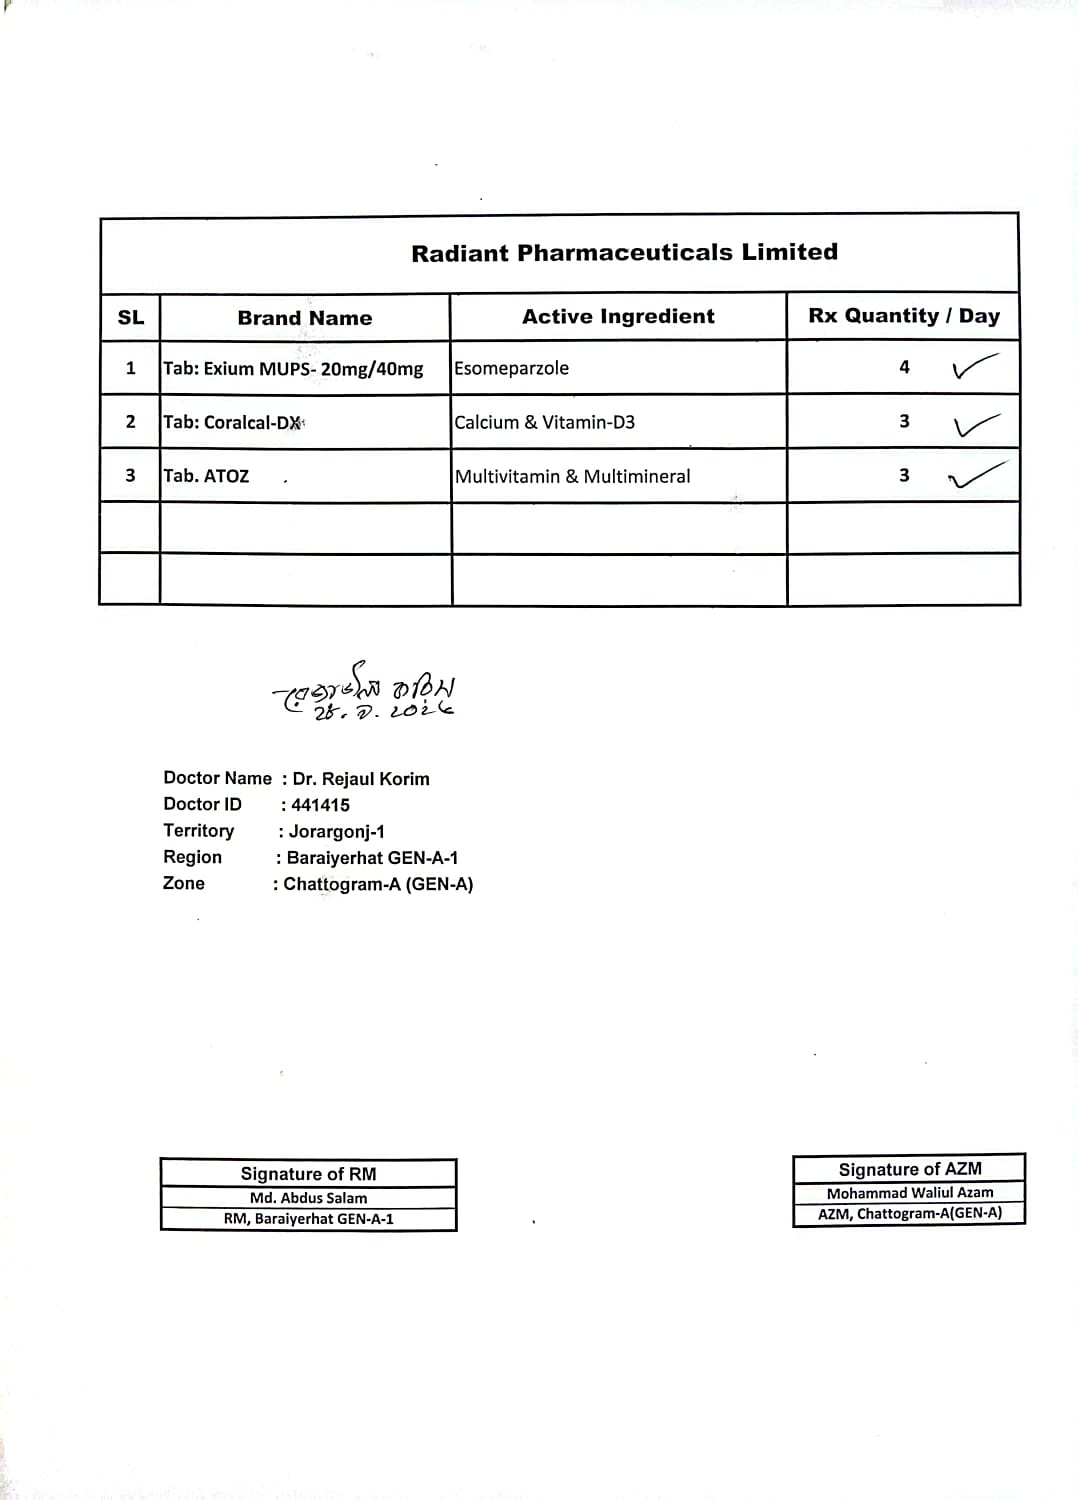 Radiant Pharmaceuticals Limited
SL Brand Name Active Ingredient Rx Quantity / Day
1 Tab: Exium MUPS- 20mg/40mg Esomeparzole 4 ✓
2 Tab: Coralcal-DX Calcium & Vitamin-D3 3 ✓
3 Tab. ATOZ Multivitamin & Multimineral 3 ✓
করিম
Doctor Name : Dr. Rejaul Korim
Doctor ID : 441415
Territory : Jorargonj-1
Region : Baraiyerhat GEN-A-1
Zone : Chattogram-A (GEN-A)
Signature of RM
Md. Abdus Salam
RM, Baraiyerhat GEN-A-1
Signature of AZM
Mohammad Waliul Azam
AZM, Chattogram-A(GEN-A)